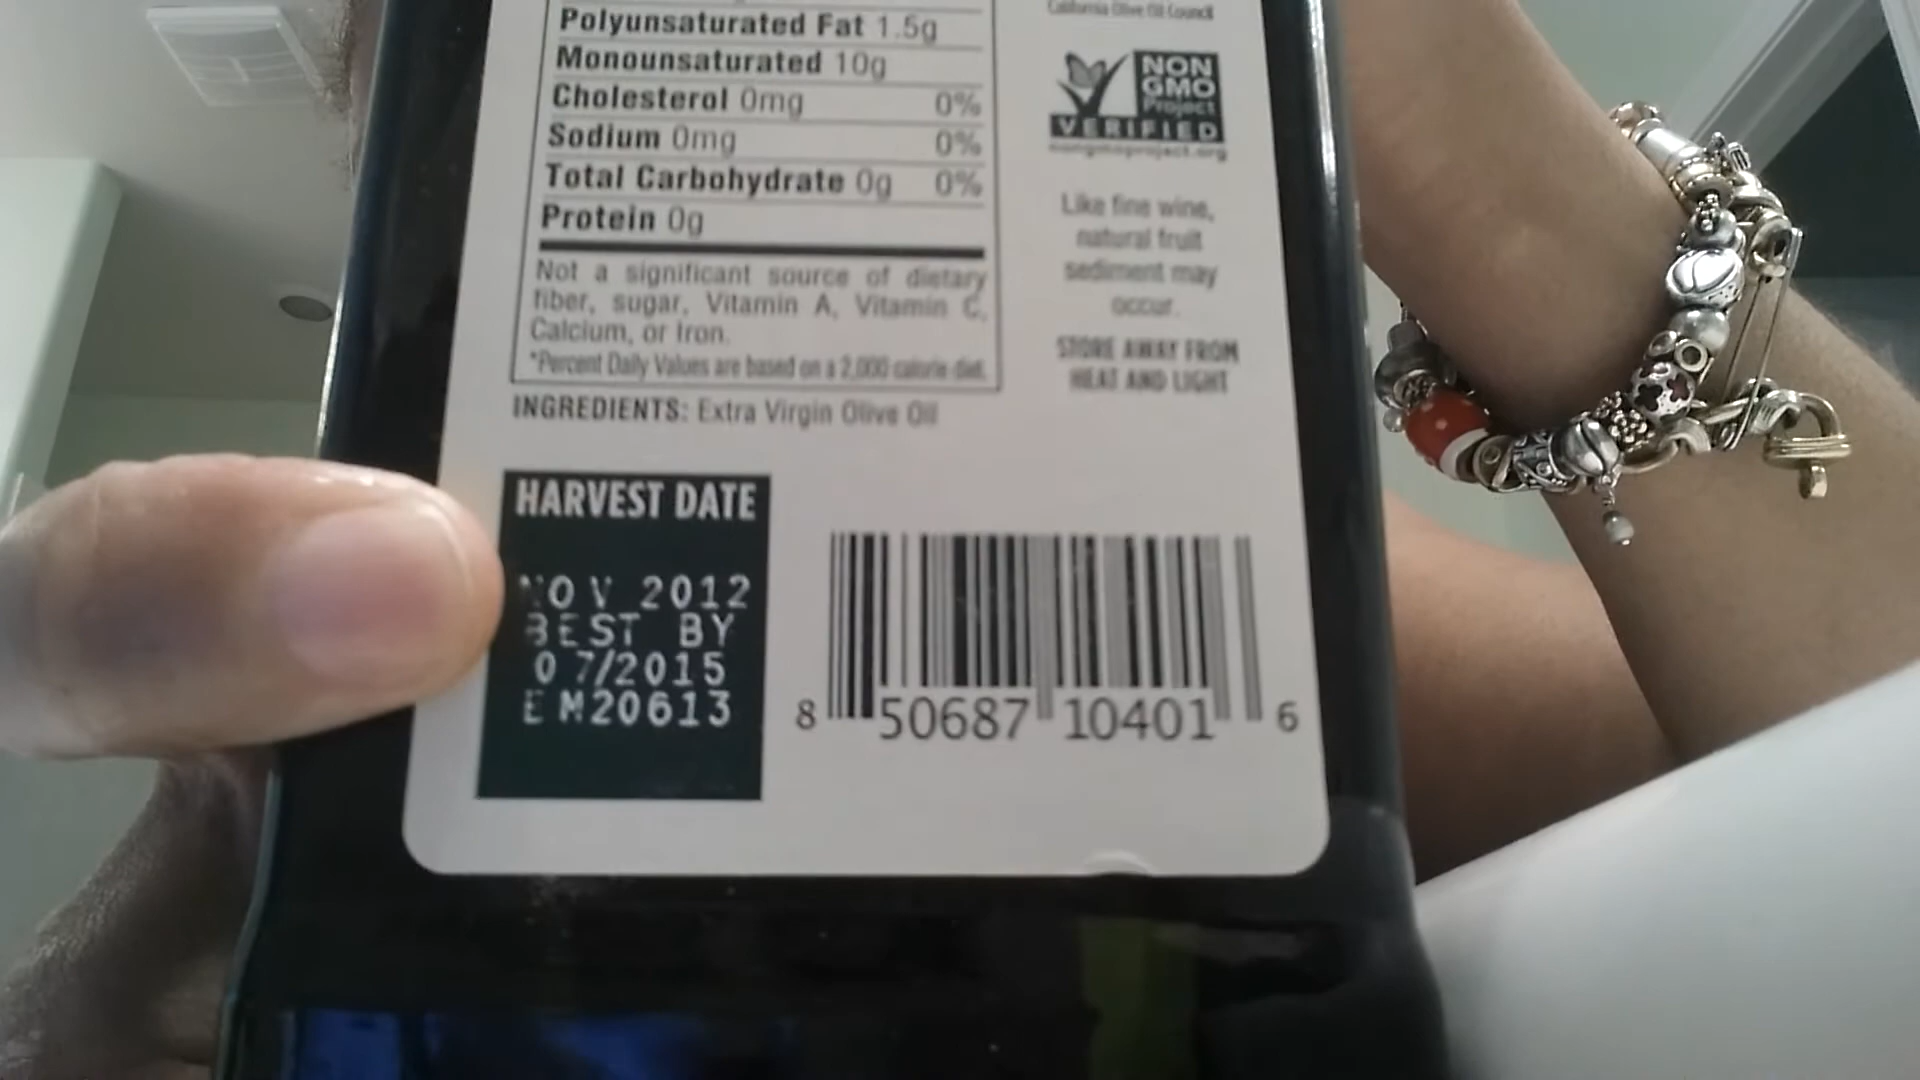 Polyunsaturated Fat 1.5g
Monounsaturated 10g
Cholesterol 0mg 0%
Sodium 0mg 0%
Total Carbohydrate 0g 0%
Protein 0g
Not a significant source of dietary
fiber, sugar, Vitamin A, Vitamin C,
Calcium, or Iron.
*Percent Daily Values are based on a 2,000 calorie diet.
INGREDIENTS: Extra Virgin Olive Oil
HARVEST DATE
NOV 2012
BEST BY
07/2015
EM20613
California Olive Oil Council
NON
GMO
Project
VERIFIED
nongmoproject.org
Like fine wine,
natural fruit
sediment may
occur.
STORE AWAY FROM
HEAT AND LIGHT
8 50687 10401 6